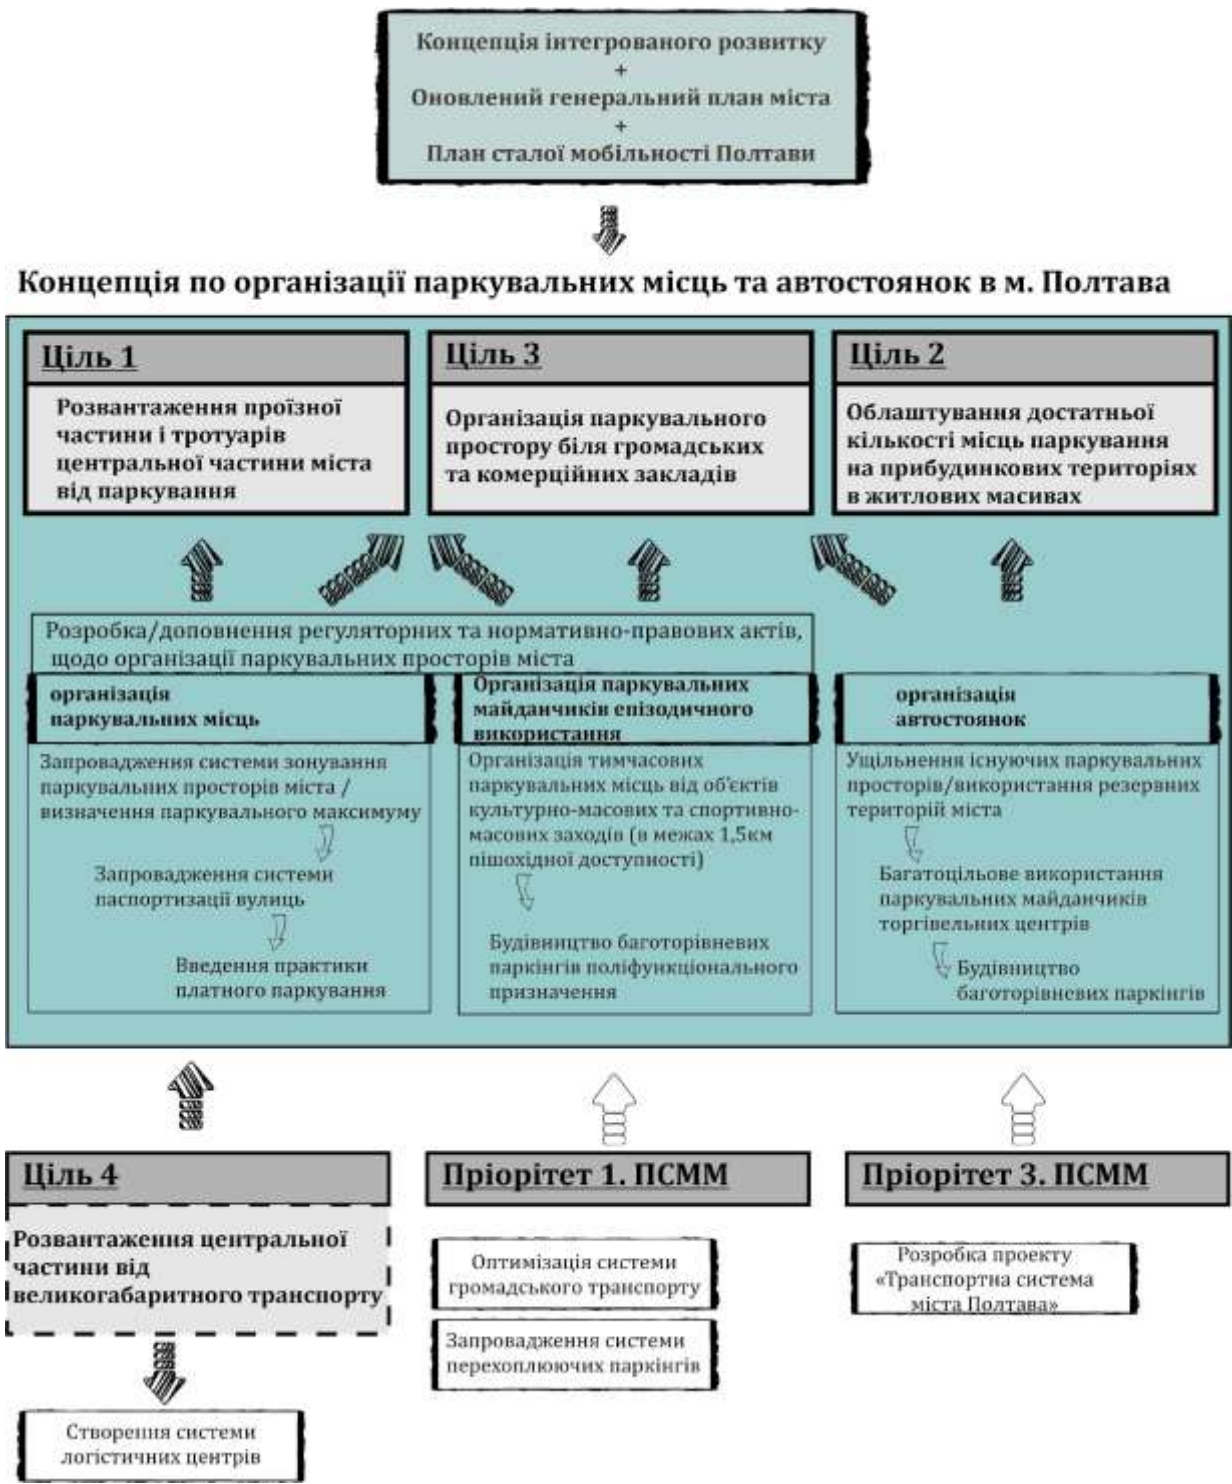 Концепція інтегрованого розвитку
+
Оновлений генеральний план міста
+
План сталої мобільності Полтави
Концепція по організації паркувальних місць та автостоянок в м. Полтава
Ціль 1
Розвантаження проїзної
частини і тротуарів
центральної частини міста
від паркування
Ціль 3
Організація паркувального
простору біля громадських
та комерційних закладів
Ціль 2
Облаштування достатньої
кількості місць паркування
на прибудинкових територіях
в житлових масивах
Розробка/доповнення регуляторних та нормативно-правових актів,
щодо організації паркувальних просторів міста
організація
паркувальних місць
Запровадження системи зонування
паркувальних просторів міста /
визначення паркувального максимуму
Запровадження системи
паспортизації вулиць
Введення практики
платного паркування
Організація паркувальних
майданчиків епізодичного
використання
Організація тимчасових
паркувальних місць від об'єктів
культурно-масових та спортивно-
масових заходів (в межах 1,5км
пішохідної доступності)
Будівництво баготорівневих
паркінгів поліфункціонального
призначення
організація
автостоянок
Ущільнення існуючих паркувальних
просторів/використання резервних
територій міста
Багатоцільове використання
паркувальних майданчиків
торгівельних центрів
Будівництво
баготорівневих паркінгів
Ціль 4
Розвантаження центральної
частини від
великогабаритного транспорту
Створення системи
логістичних центрів
Пріорітет 1. ПСММ
Оптимізація системи
громадського транспорту
Запровадження системи
перехоплюючих паркінгів
Пріорітет 3. ПСММ
Розробка проекту
«Транспортна система
міста Полтава»